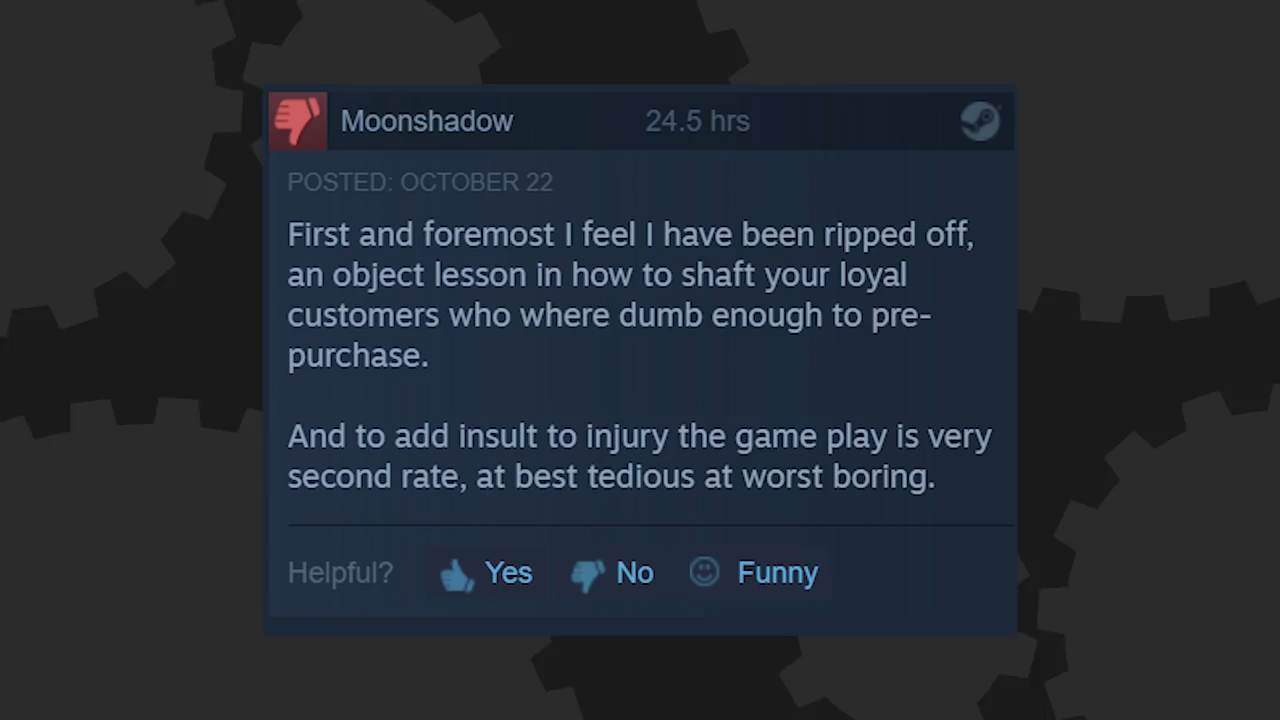 Moonshadow 24.5 hrs
POSTED: OCTOBER 22
First and foremost I feel I have been ripped off,
an object lesson in how to shaft your loyal
customers who where dumb enough to pre-
purchase.
And to add insult to injury the game play is very
second rate, at best tedious at worst boring.
Helpful? Yes No Funny